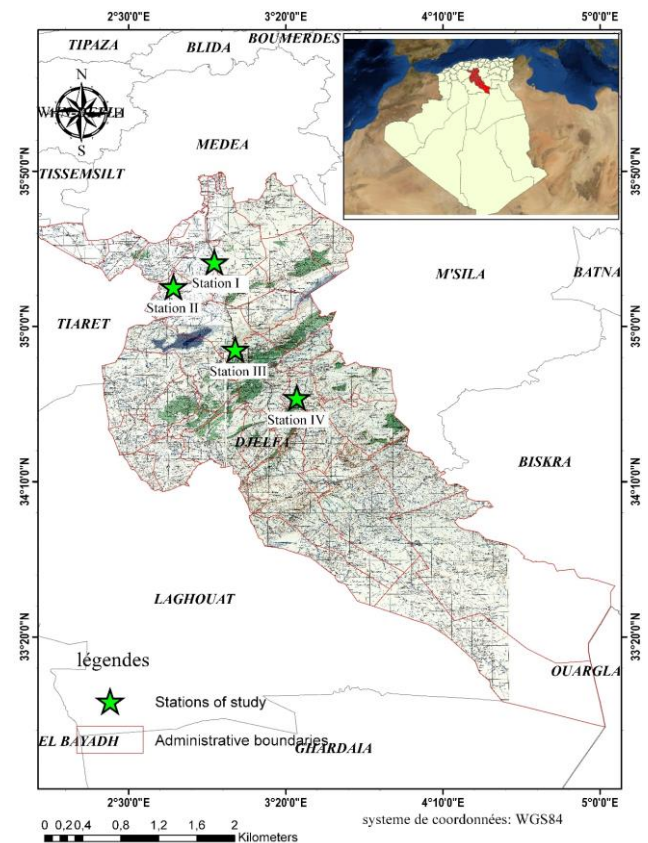 2°30'0"E 3°20'0"E 4°10'0"E 5°0'0"E
TIPAZA
BLIDA
BOUMERDES
N
S
MEDEA
TISSEMSILT
35°50'0"N
35°50'0"N
M'SILA
BATNA
Station I
Station II
TIARET
35°0'0"N
35°0'0"N
Station III
Station IV
DJELFA
BISKRA
34°10'0"N
34°10'0"N
LAGHOUAT
33°20'0"N
33°20'0"N
OUARGLA
légendes
Stations of study
EL BAYADH
Administrative boundaries
GHARDAIA
2°30'0"E 3°20'0"E 4°10'0"E 5°0'0"E
systeme de coordonnées: WGS84
0 0,20,4 0,8 1,2 1,6 2
Kilometers